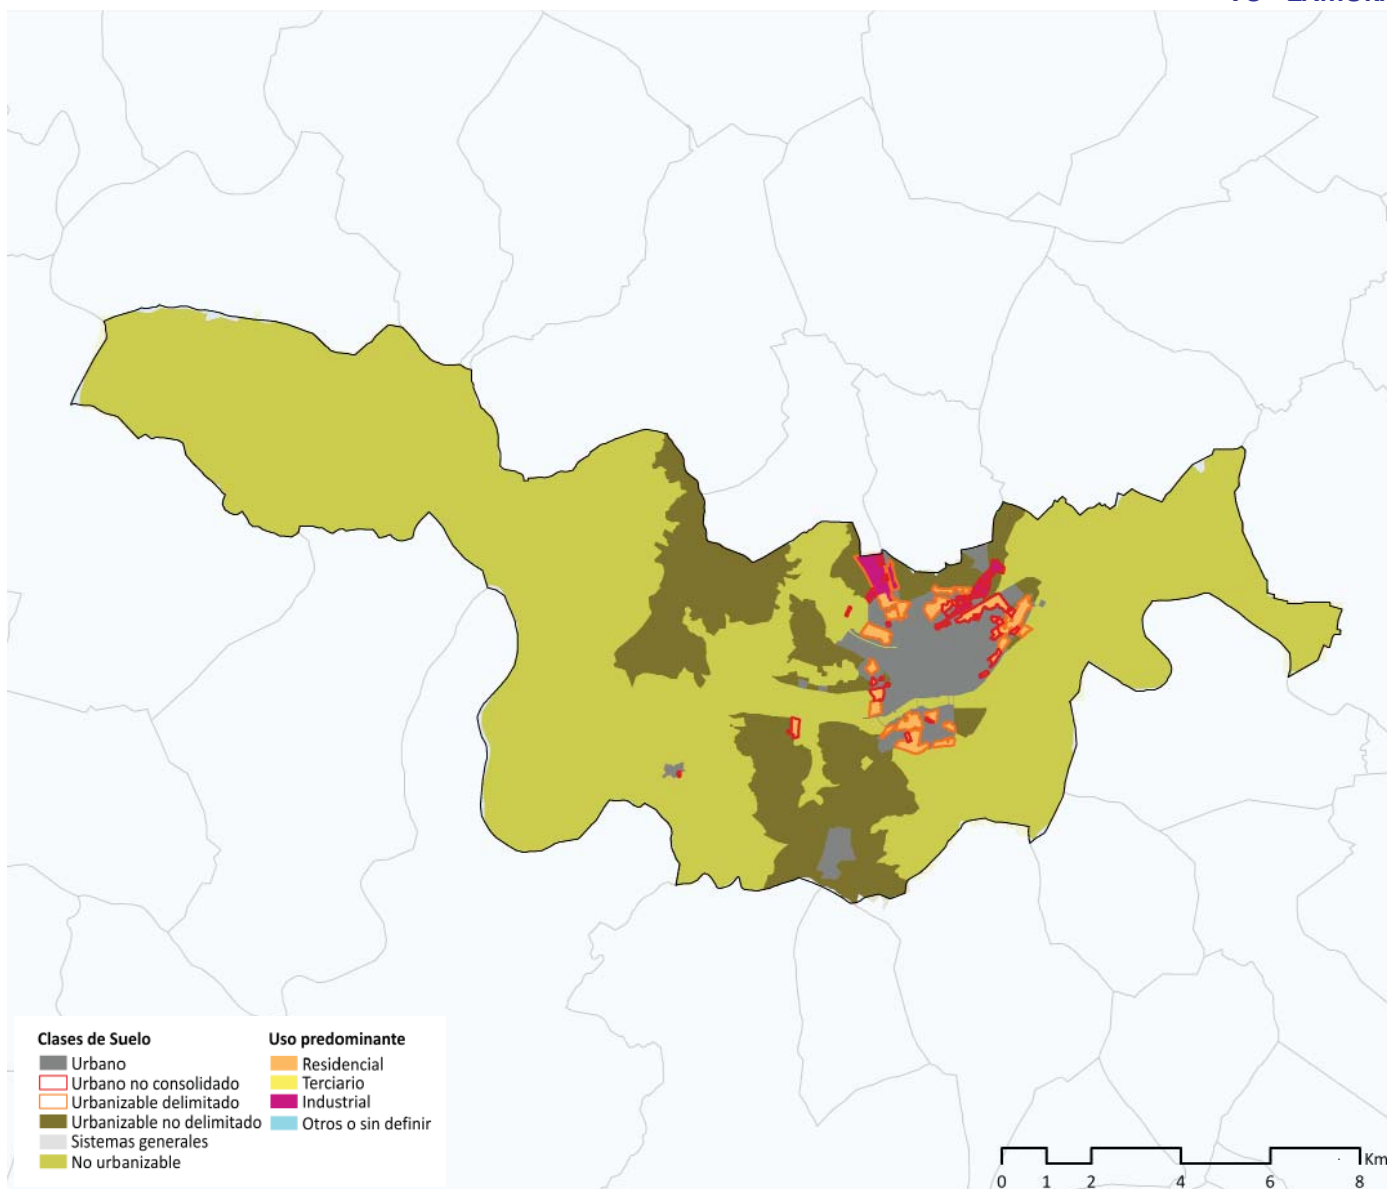 Clases de Suelo
Urbano
Urbano no consolidado
Urbanizable delimitado
Urbanizable no delimitado
Sistemas generales
No urbanizable
Uso predominante
Residencial
Terciario
Industrial
Otros o sin definir
Km
0 1 2 4 6 8